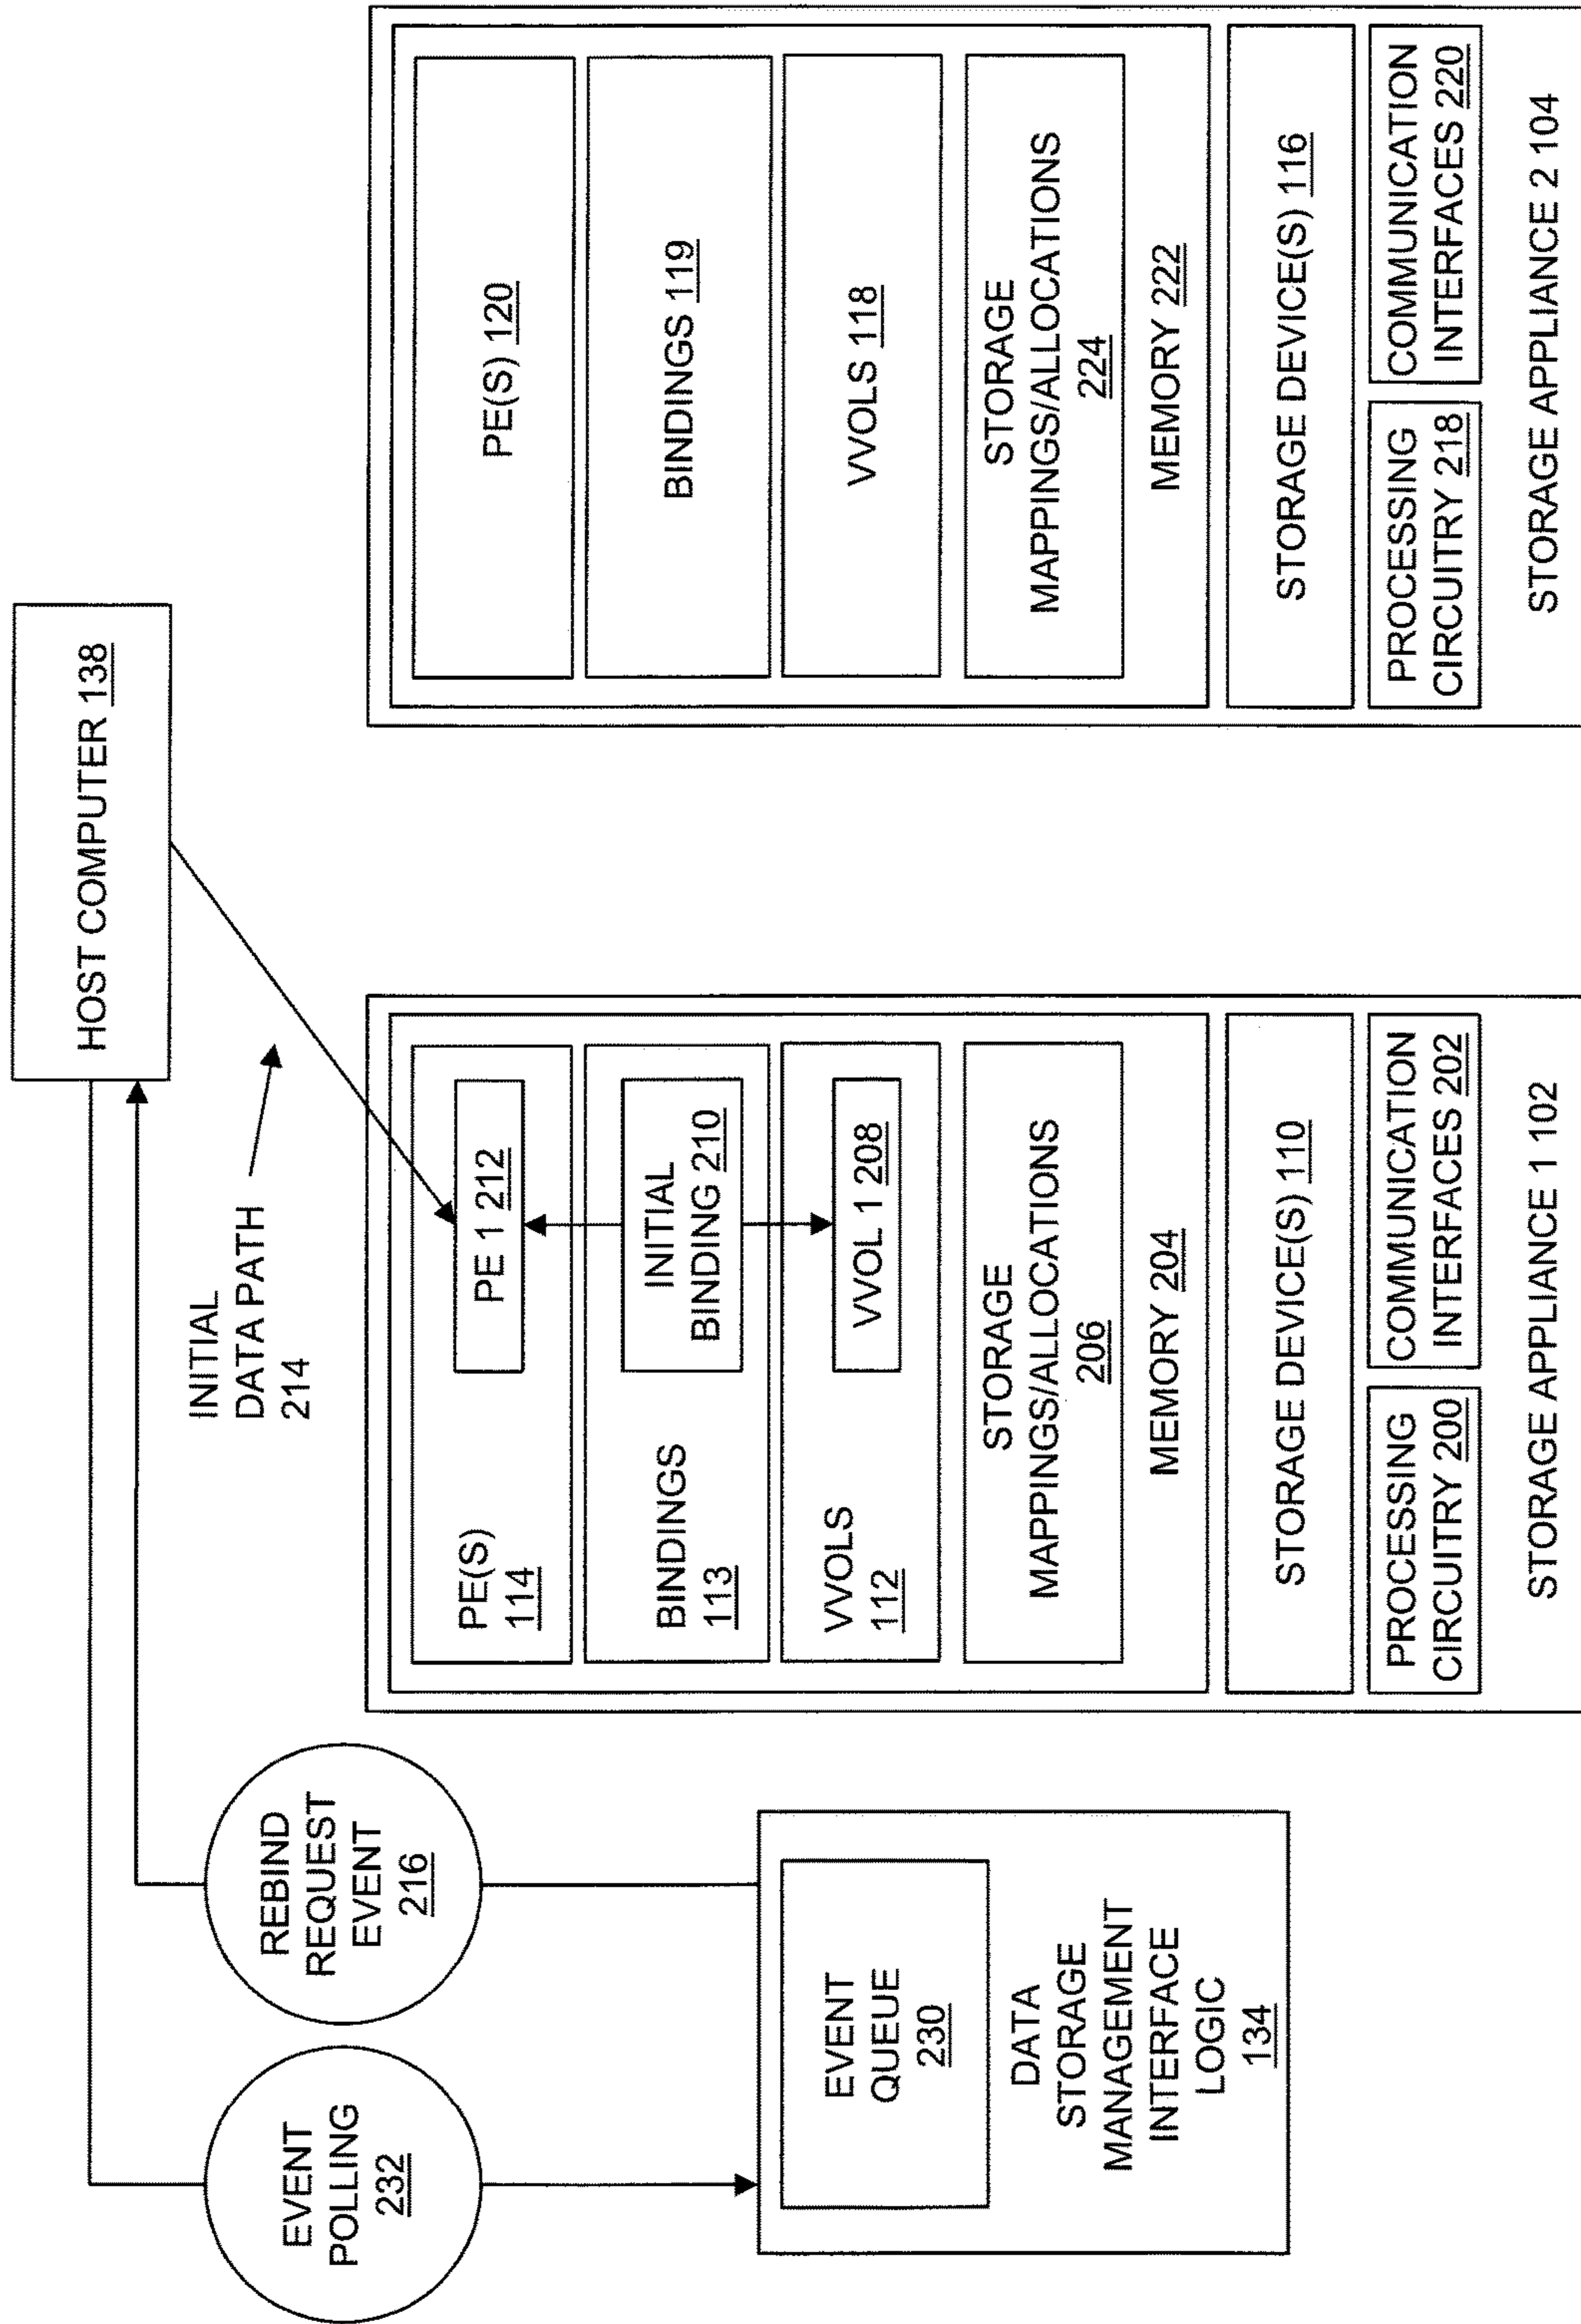 HOST COMPUTER 138
EVENT
POLLING
232
REBIND
REQUEST
EVENT
216
INITIAL
DATA PATH
214
EVENT
QUEUE
230
DATA
STORAGE
MANAGEMENT
INTERFACE
LOGIC
134
PE(S)
114
PE 1 212
BINDINGS
113
INITIAL
BINDING 210
VVOLS
112
VVOL 1 208
STORAGE
MAPPINGS/ALLOCATIONS
206
MEMORY 204
STORAGE DEVICE(S) 110
PROCESSING
CIRCUITRY 200
COMMUNICATION
INTERFACES 202
STORAGE APPLIANCE 1 102
PE(S) 120
BINDINGS 119
VVOLS 118
STORAGE
MAPPINGS/ALLOCATIONS
224
MEMORY 222
STORAGE DEVICE(S) 116
PROCESSING
CIRCUITRY 218
COMMUNICATION
INTERFACES 220
STORAGE APPLIANCE 2 104